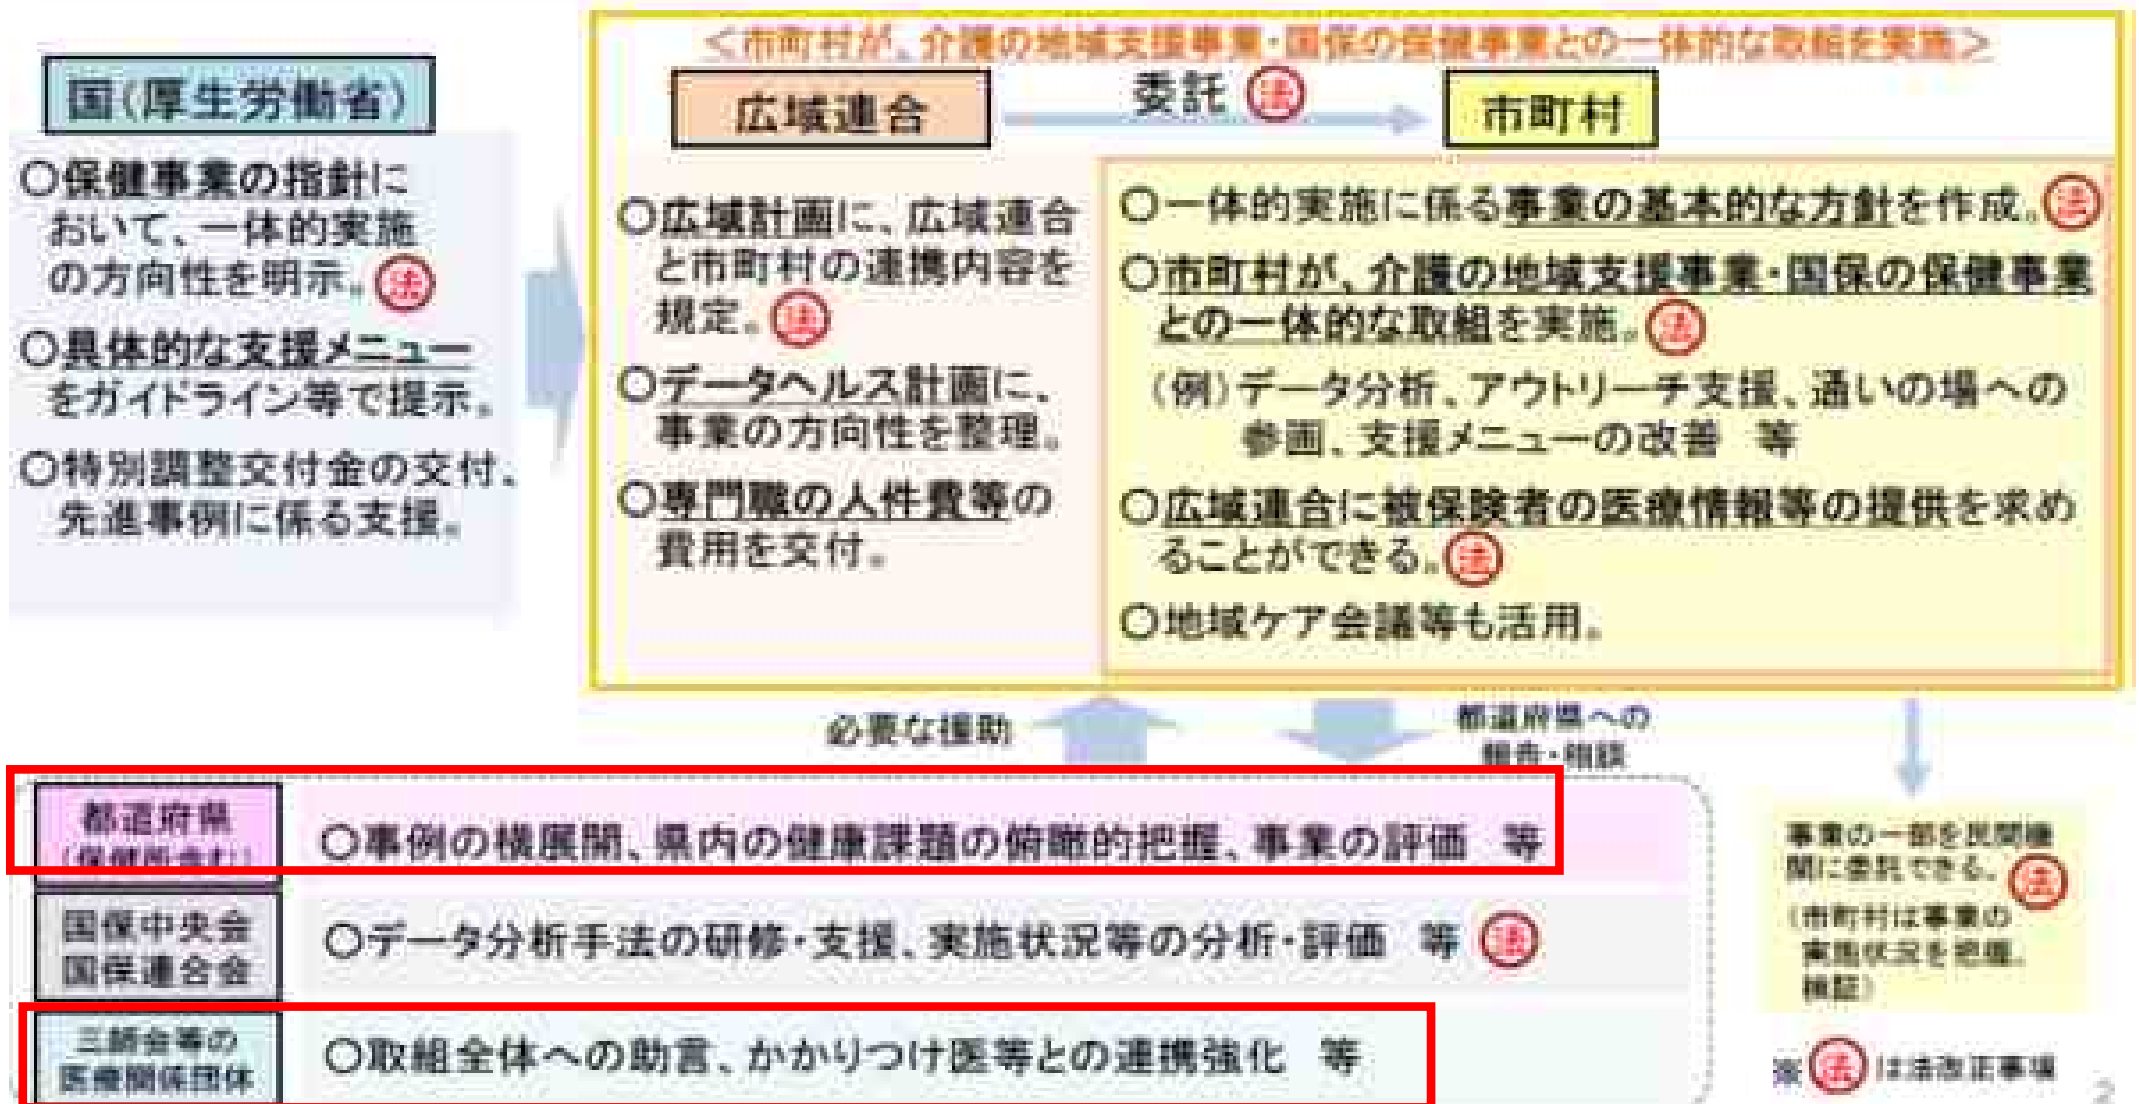 <市町村が、介護の地域支援事業・国保の保健事業との一体的な取組を実施>
国(厚生労働省)
○保健事業の指針に
おいて、一体的実施
の方向性を明示。法
○具体的な支援メニュー
をガイドライン等で提示。
○特別調整交付金の交付、
先進事例に係る支援。
広域連合
委託 法
市町村
○広域計画に、広域連合
と市町村の連携内容を
規定。法
○データヘルス計画に、
事業の方向性を整理。
○専門職の人件費等の
費用を交付。
○一体的実施に係る事業の基本的な方針を作成。法
○市町村が、介護の地域支援事業・国保の保健事業
との一体的な取組を実施。法
(例)データ分析、アウトリーチ支援、通いの場への
参画、支援メニューの改善 等
○広域連合に被保険者の医療情報等の提供を求め
ることができる。法
○地域ケア会議等も活用。
必要な援助
都道府県への
報告・相談
都道府県
(保健所含む)
○事例の横展開、県内の健康課題の俯瞰的把握、事業の評価 等
国保中央会
国保連合会
○データ分析手法の研修・支援、実施状況等の分析・評価 等 法
三師会等の
医療関係団体
○取組全体への助言、かかりつけ医等との連携強化 等
事業の一部を民間機
関に委託できる。法
(市町村は事業の
実施状況を把握、
検証)
※法は法改正事項
2